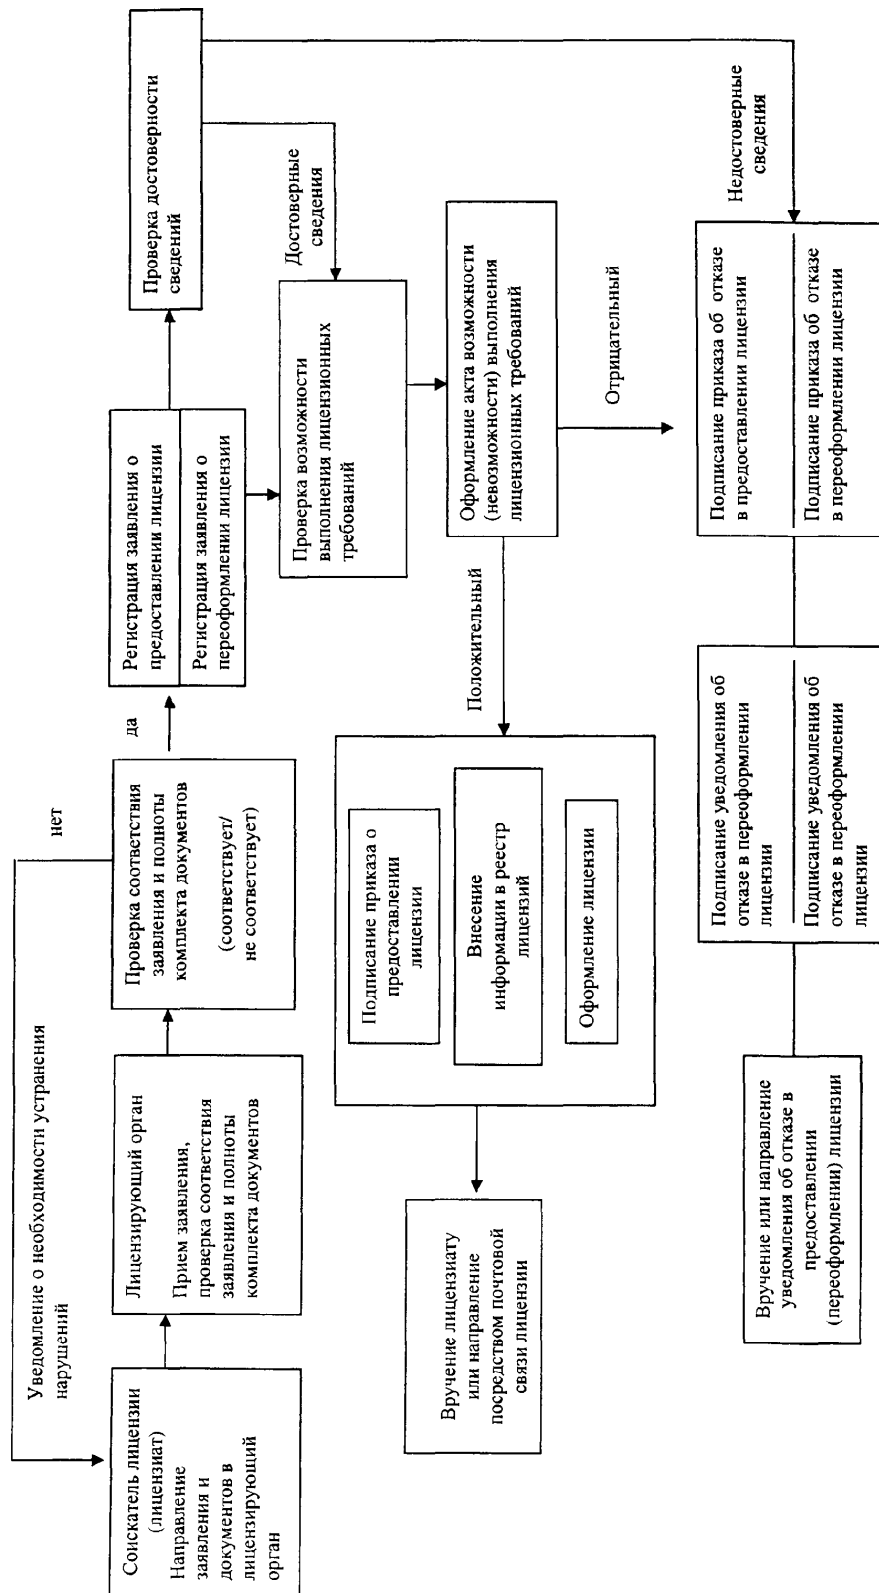 Уведомление о необходимости устранения
нарушений
нет
Соискатель лицензии
(лицензиат)
Направление
заявления и
документов в
лицензирующий
орган
Лицензирующий орган
Прием заявления,
проверка соответствия
заявления и полноты
комплекта документов
Проверка соответствия
заявления и полноты
комплекта документов
(соответствует/
не соответствует)
да
Регистрация заявления о
предоставлении лицензии
Регистрация заявления о
переоформлении лицензии
Проверка достоверности
сведений
Достоверные
сведения
Проверка возможности
выполнения лицензионных
требований
Недостоверные
сведения
Оформление акта возможности
(невозможности) выполнения
лицензионных требований
Положительный
Отрицательный
Подписание приказа о
предоставлении
лицензии
Внесение
информации в реестр
лицензий
Оформление лицензии
Вручение лицензиату
или направление
посредством почтовой
связи лицензии
Подписание приказа об отказе
в предоставлении лицензии
Подписание приказа об отказе
в переоформлении лицензии
Подписание уведомления об
отказе в переоформлении
лицензии
Подписание уведомления об
отказе в переоформлении
лицензии
Вручение или направление
уведомления об отказе в
предоставлении
(переоформлении) лицензии